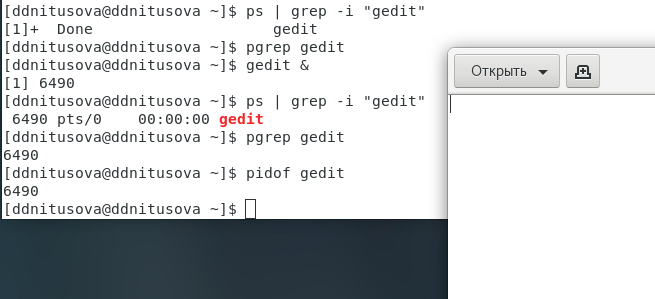 [ddnitusova@ddnitusova ~]$ ps | grep -i "gedit"
[1]+  Done                    gedit
[ddnitusova@ddnitusova ~]$ pgrep gedit
[ddnitusova@ddnitusova ~]$ gedit &
[1] 6490
[ddnitusova@ddnitusova ~]$ ps | grep -i "gedit"
 6490 pts/0    00:00:00 gedit
[ddnitusova@ddnitusova ~]$ pgrep gedit
6490
[ddnitusova@ddnitusova ~]$ pidof gedit
6490
[ddnitusova@ddnitusova ~]$
Открыть